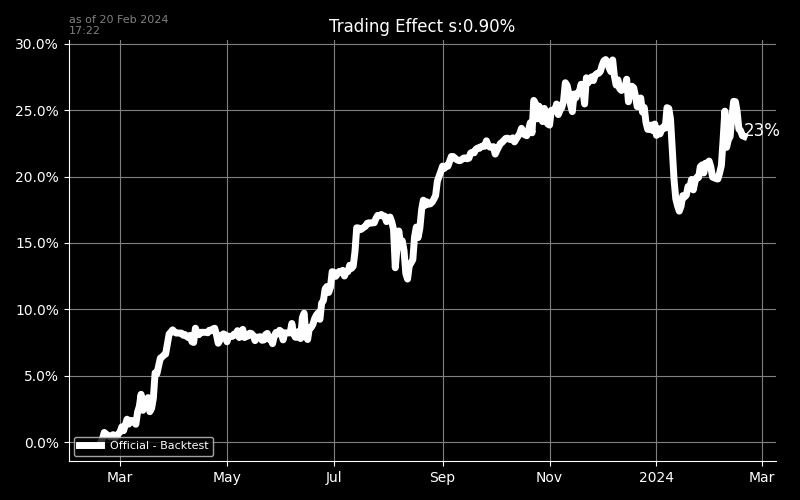 as of 20 Feb 2024
17:22
Trading Effect s:0.90%
30.0%
25.0%
23%
20.0%
15.0%
10.0%
5.0%
0.0%
Official - Backtest
Mar May Jul Sep Nov 2024 Mar